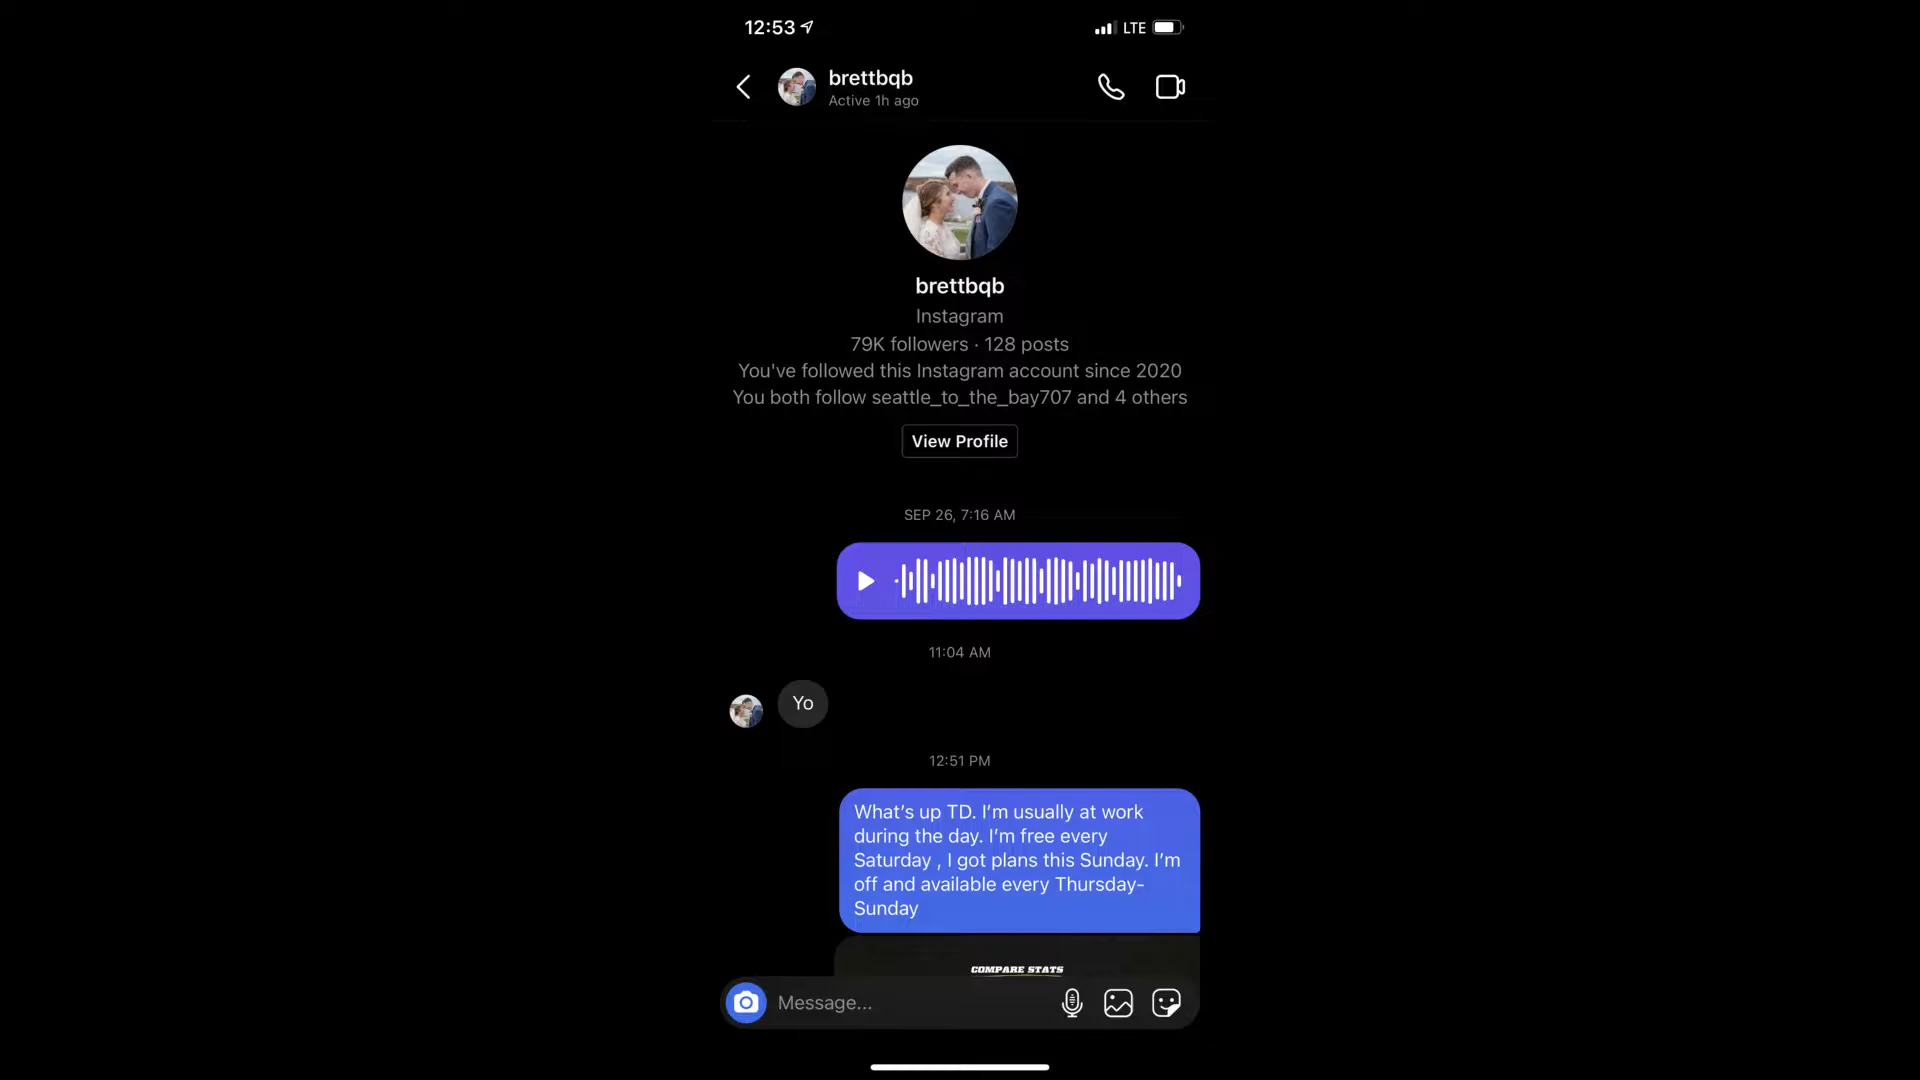 12:53
LTE
brettbqb
Active 1h ago
brettbqb
Instagram
79K followers · 128 posts
You've followed this Instagram account since 2020
You both follow seattle_to_the_bay707 and 4 others
View Profile
SEP 26, 7:16 AM
11:04 AM
Yo
12:51 PM
What’s up TD. I’m usually at work
during the day. I’m free every
Saturday , I got plans this Sunday. I’m
off and available every Thursday-
Sunday
COMPARE STATS
Message...